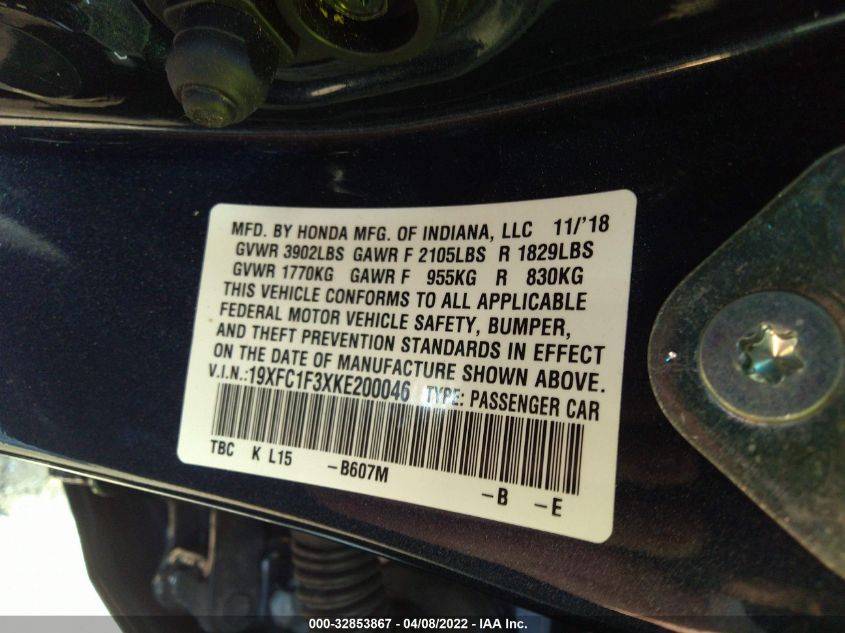 MFD. BY HONDA MFG. OF INDIANA, LLC 11/'18
GVWR 3902LBS GAWR F 2105LBS R 1829LBS
GVWR 1770KG GAWR F 955KG R 830KG
THIS VEHICLE CONFORMS TO ALL APPLICABLE
FEDERAL MOTOR VEHICLE SAFETY, BUMPER,
AND THEFT PREVENTION STANDARDS IN EFFECT
ON THE DATE OF MANUFACTURE SHOWN ABOVE.
V.I.N.:19XFC1F3XKE200046 TYPE: PASSENGER CAR
TBC K L15 -B607M -B -E
000-32853867 - 04/08/2022 - IAA Inc.